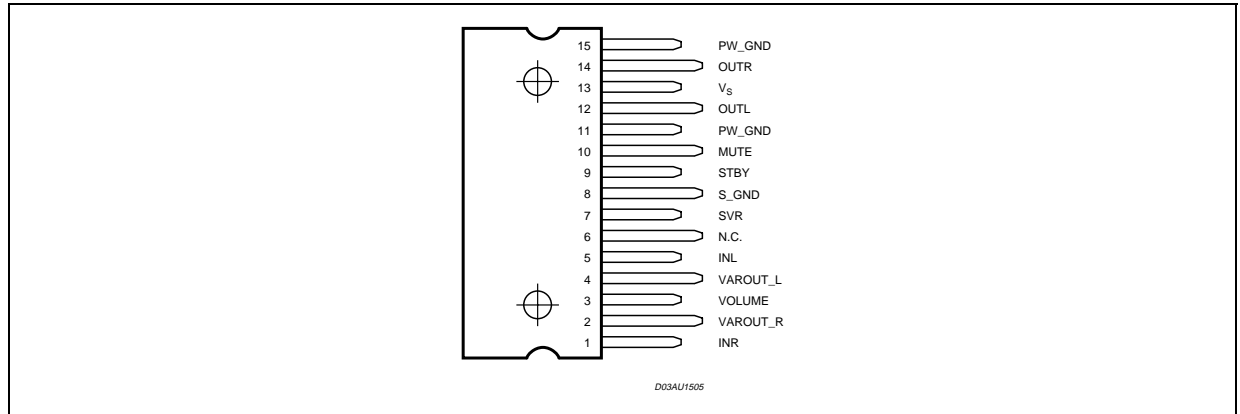 15 PW_GND
14 OUTR
13 VS
12 OUTL
11 PW_GND
10 MUTE
9 STBY
8 S_GND
7 SVR
6 N.C.
5 INL
4 VAROUT_L
3 VOLUME
2 VAROUT_R
1 INR
D03AU1505